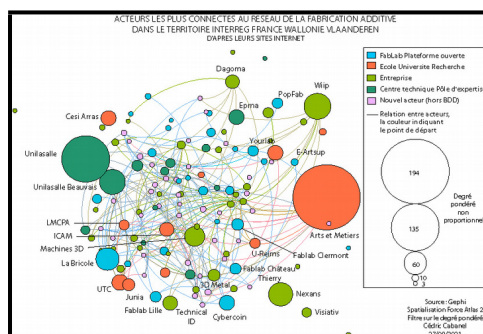 ACTEURS LES PLUS CONNECTES AU RESEAU DE LA FABRICATION ADDITIVE
DANS LE TERRITOIRE INTERREG FRANCE WALLONIE VLAANDEREN
D'APRES LEURS SITES INTERNET
FabLab Plateforme ouverte
Ecole Université Recherche
Entreprise
Centre technique Pôle d'expertis
Nouvel acteur (hors BDD)
Relation entre acteurs,
la couleur indiquant
le point de départ
194
135
60
10
3
Degré
pondéré
non
proportionne
Dagoma
PopFab
Wiip
Epma
Cesi Arras
Yourlab
E-Artsup
Unilasalle
Unilasalle Beauvais
LMCPA
ICAM
Machines 3D
Arts et Metiers
La Bricole
U-Reims
Fablab Clermont
Fablab Château
Thierry
UTC
Junia
3D Metal
Nexans
Fablab Lille
Technical
ID
Cybercoin
Visiativ
Source: Gephi
Spatialisation Force Atlas 2
Filtre sur le degré pondéré
Cédric Cabanel